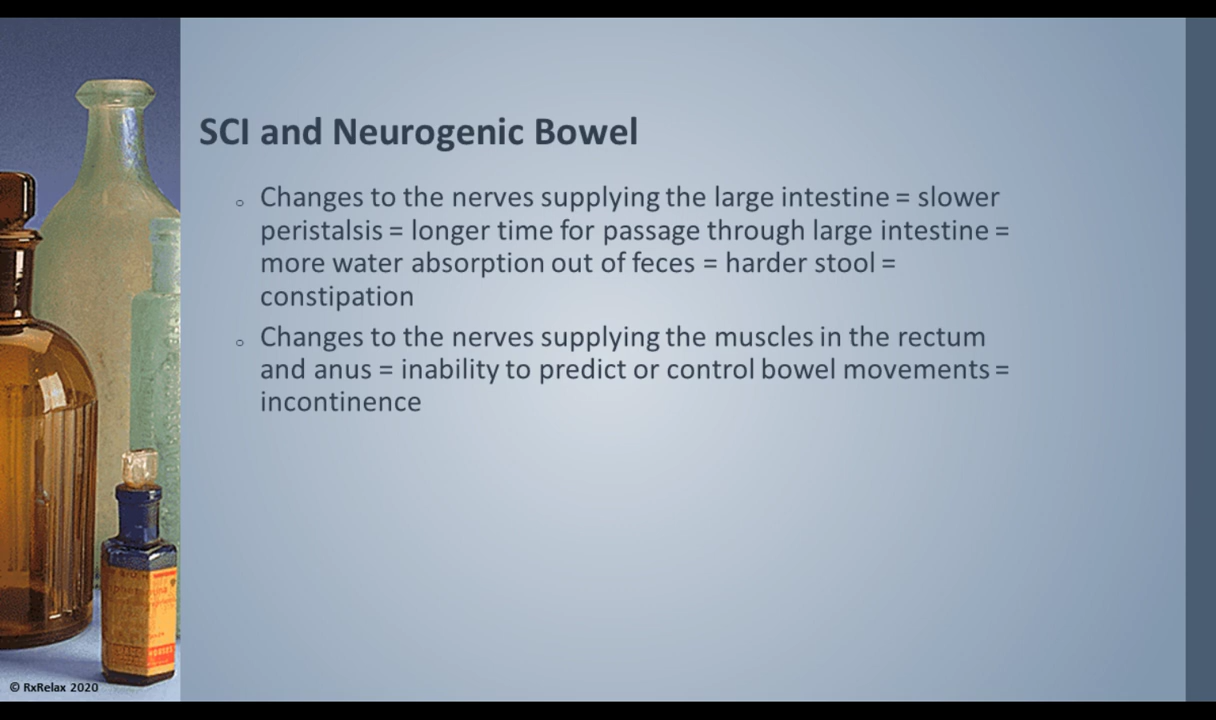 SCI and Neurogenic Bowel
○ Changes to the nerves supplying the large intestine = slower
peristalsis = longer time for passage through large intestine =
more water absorption out of feces = harder stool =
constipation
○ Changes to the nerves supplying the muscles in the rectum
and anus = inability to predict or control bowel movements =
incontinence
© RxRelax 2020